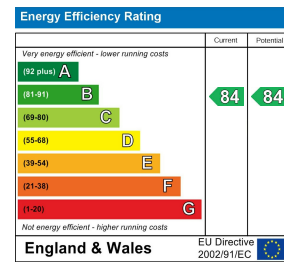 Energy Efficiency Rating
Current Potential
Very energy efficient - lower running costs
(92 plus) A
(81-91) B
84 84
(69-80) C
(55-68) D
(39-54) E
(21-38) F
(1-20) G
Not energy efficient - higher running costs
England & Wales
EU Directive
2002/91/EC